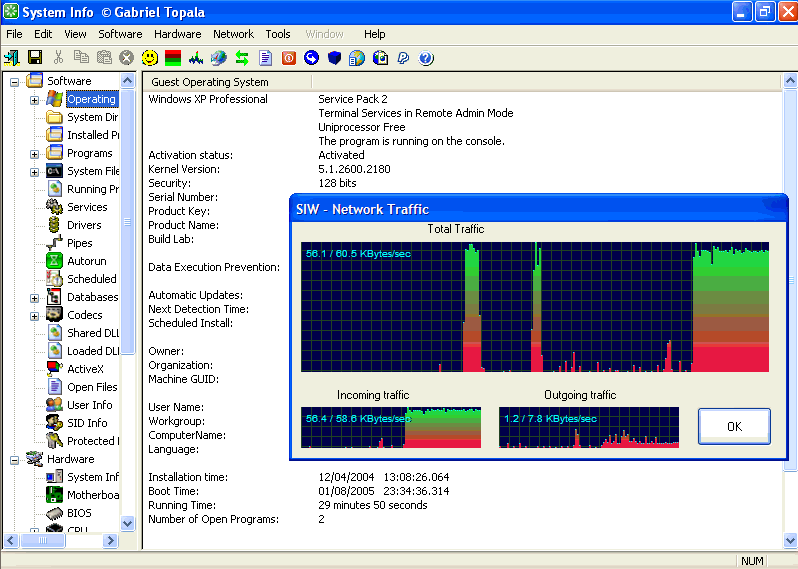 System Info © Gabriel Topala
File Edit View Software Hardware Network Tools Window Help
Software
Operating
System Dir
Installed Pr
Programs
System File
Running Pr
Services
Drivers
Pipes
Autorun
Scheduled
Databases
Codecs
Shared DLL
Loaded DLL
ActiveX
Open Files
User Info
SID Info
Protected
Hardware
System Inf
Motherboa
BIOS
CPU
Guest Operating System
Windows XP Professional Service Pack 2
Terminal Services in Remote Admin Mode
Uniprocessor Free
The program is running on the console.
Activation status: Activated
Kernel Version: 5.1.2600.2180
Security: 128 bits
Serial Number:
Product Key:
Product Name:
Build Lab:
Data Execution Prevention:
Automatic Updates:
Next Detection Time:
Scheduled Install:
Owner:
Organization:
Machine GUID:
User Name:
Workgroup:
ComputerName:
Language:
Installation time: 12/04/2004 13:08:26.064
Boot Time: 01/08/2005 23:34:36.314
Running Time: 29 minutes 50 seconds
Number of Open Programs: 2
SIW - Network Traffic
Total Traffic
56.1 / 60.5 KBytes/sec
Incoming traffic
56.4 / 58.6 KBytes/sec
Outgoing traffic
1.2 / 7.8 KBytes/sec
OK
NUM